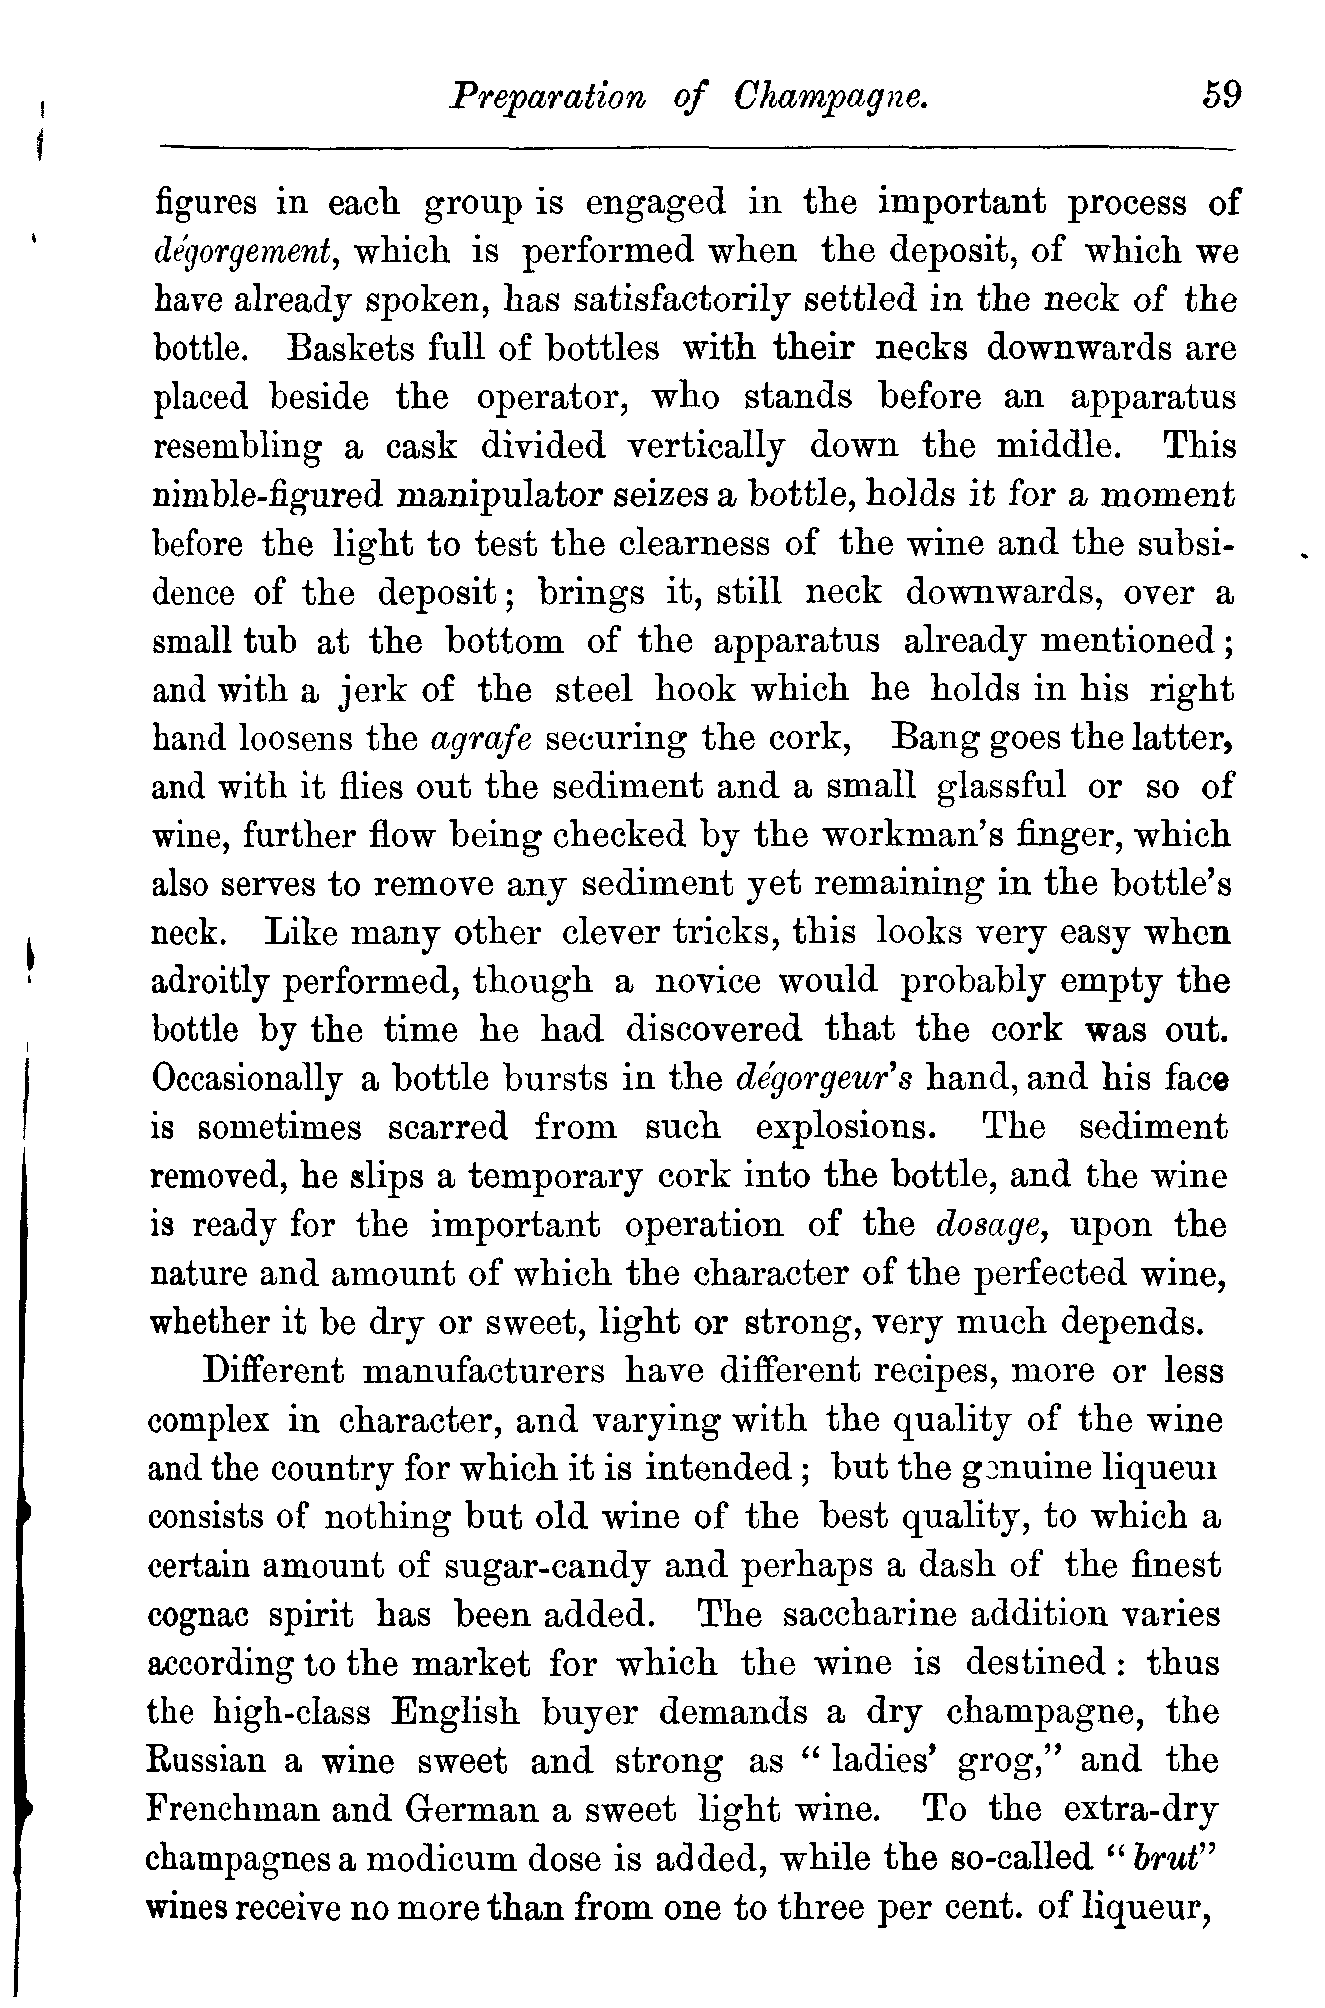 Preparation of Champagne. 59
figures in each group is engaged in the important process of
dégorgement, which is performed when the deposit, of which we
have already spoken, has satisfactorily settled in the neck of the
bottle. Baskets full of bottles with their necks downwards are
placed beside the operator, who stands before an apparatus
resembling a cask divided vertically down the middle. This
nimble-figured manipulator seizes a bottle, holds it for a moment
before the light to test the clearness of the wine and the subsi-
dence of the deposit; brings it, still neck downwards, over a
small tub at the bottom of the apparatus already mentioned;
and with a jerk of the steel hook which he holds in his right
hand loosens the agrafe securing the cork, Bang goes the latter,
and with it flies out the sediment and a small glassful or so of
wine, further flow being checked by the workman's finger, which
also serves to remove any sediment yet remaining in the bottle's
neck. Like many other clever tricks, this looks very easy when
adroitly performed, though a novice would probably empty the
bottle by the time he had discovered that the cork was out.
Occasionally a bottle bursts in the dégorgeur's hand, and his face
is sometimes scarred from such explosions. The sediment
removed, he slips a temporary cork into the bottle, and the wine
is ready for the important operation of the dosage, upon the
nature and amount of which the character of the perfected wine,
whether it be dry or sweet, light or strong, very much depends.
Different manufacturers have different recipes, more or less
complex in character, and varying with the quality of the wine
and the country for which it is intended; but the genuine liqueur
consists of nothing but old wine of the best quality, to which a
certain amount of sugar-candy and perhaps a dash of the finest
cognac spirit has been added. The saccharine addition varies
according to the market for which the wine is destined: thus
the high-class English buyer demands a dry champagne, the
Russian a wine sweet and strong as "ladies' grog," and the
Frenchman and German a sweet light wine. To the extra-dry
champagnes a modicum dose is added, while the so-called "brut"
wines receive no more than from one to three per cent. of liqueur,